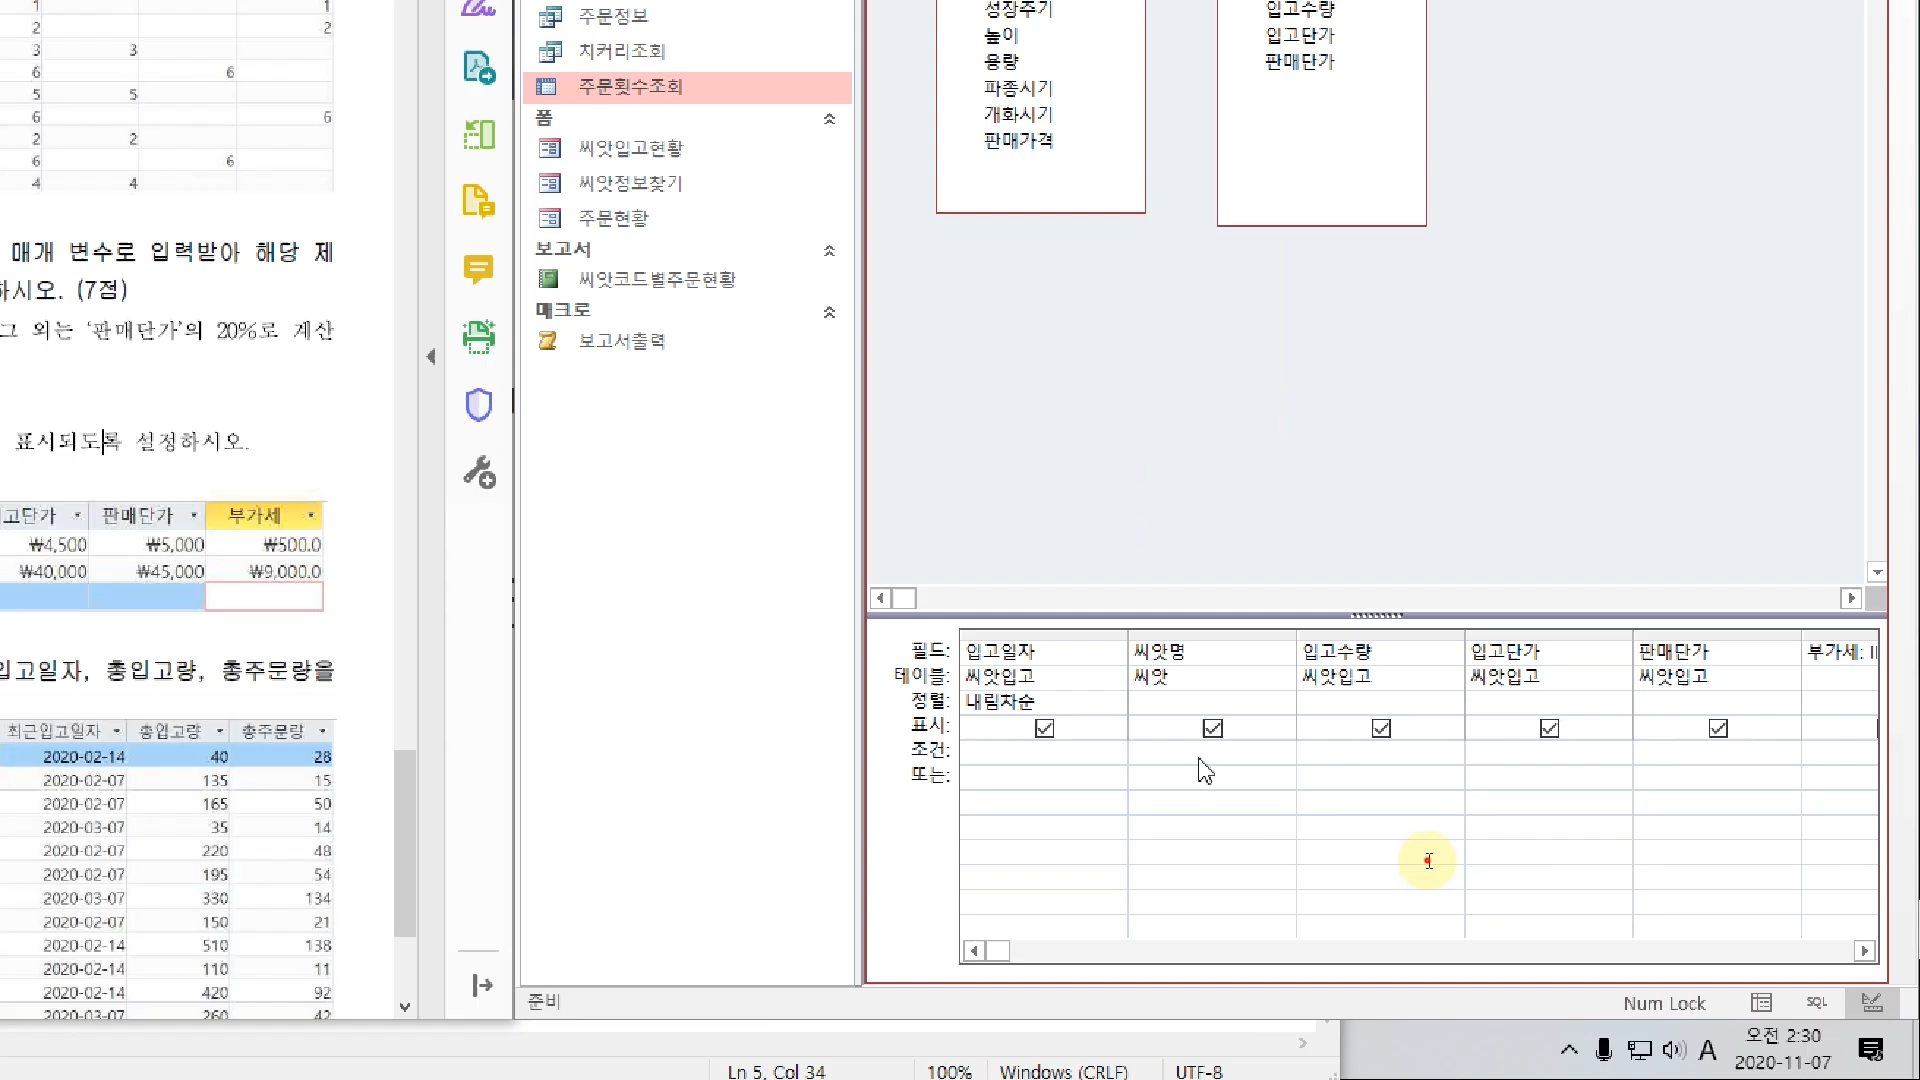 1 1
2 2
3 3
6 6
5 5
6 6
2 2
6 6
4 4
매개 변수로 입력받아 해당 제
하시오. (7점)
그 외는 ‘판매단가’의 20%로 계산
표시되도록 설정하시오.
고단가 판매단가 부가세
₩4,500 ₩5,000 ₩500.0
₩40,000 ₩45,000 ₩9,000.0
입고일자, 총입고량, 총주문량을
최근입고일자 총입고량 총주문량
2020-02-14 40 28
2020-02-07 135 15
2020-02-07 165 50
2020-03-07 35 14
2020-02-07 220 48
2020-02-07 195 54
2020-03-07 330 134
2020-02-07 150 21
2020-02-14 510 138
2020-02-14 110 11
2020-02-14 420 92
2020-03-07 260 42
주문정보
치커리조회
주문횟수조회
폼
씨앗입고현황
씨앗정보찾기
주문현황
보고서
씨앗코드별주문현황
매크로
보고서출력
성장주기
높이
용량
파종시기
개화시기
판매가격
입고수량
입고단가
판매단가
필드: 입고일자 씨앗명 입고수량 입고단가 판매단가 부가세: II
테이블: 씨앗입고 씨앗 씨앗입고 씨앗입고 씨앗입고
정렬: 내림차순
표시:
조건:
또는:
준비
Num Lock
SQL
Ln 5, Col 34 100% Windows (CRLF) UTF-8
A
오전 2:30
2020-11-07